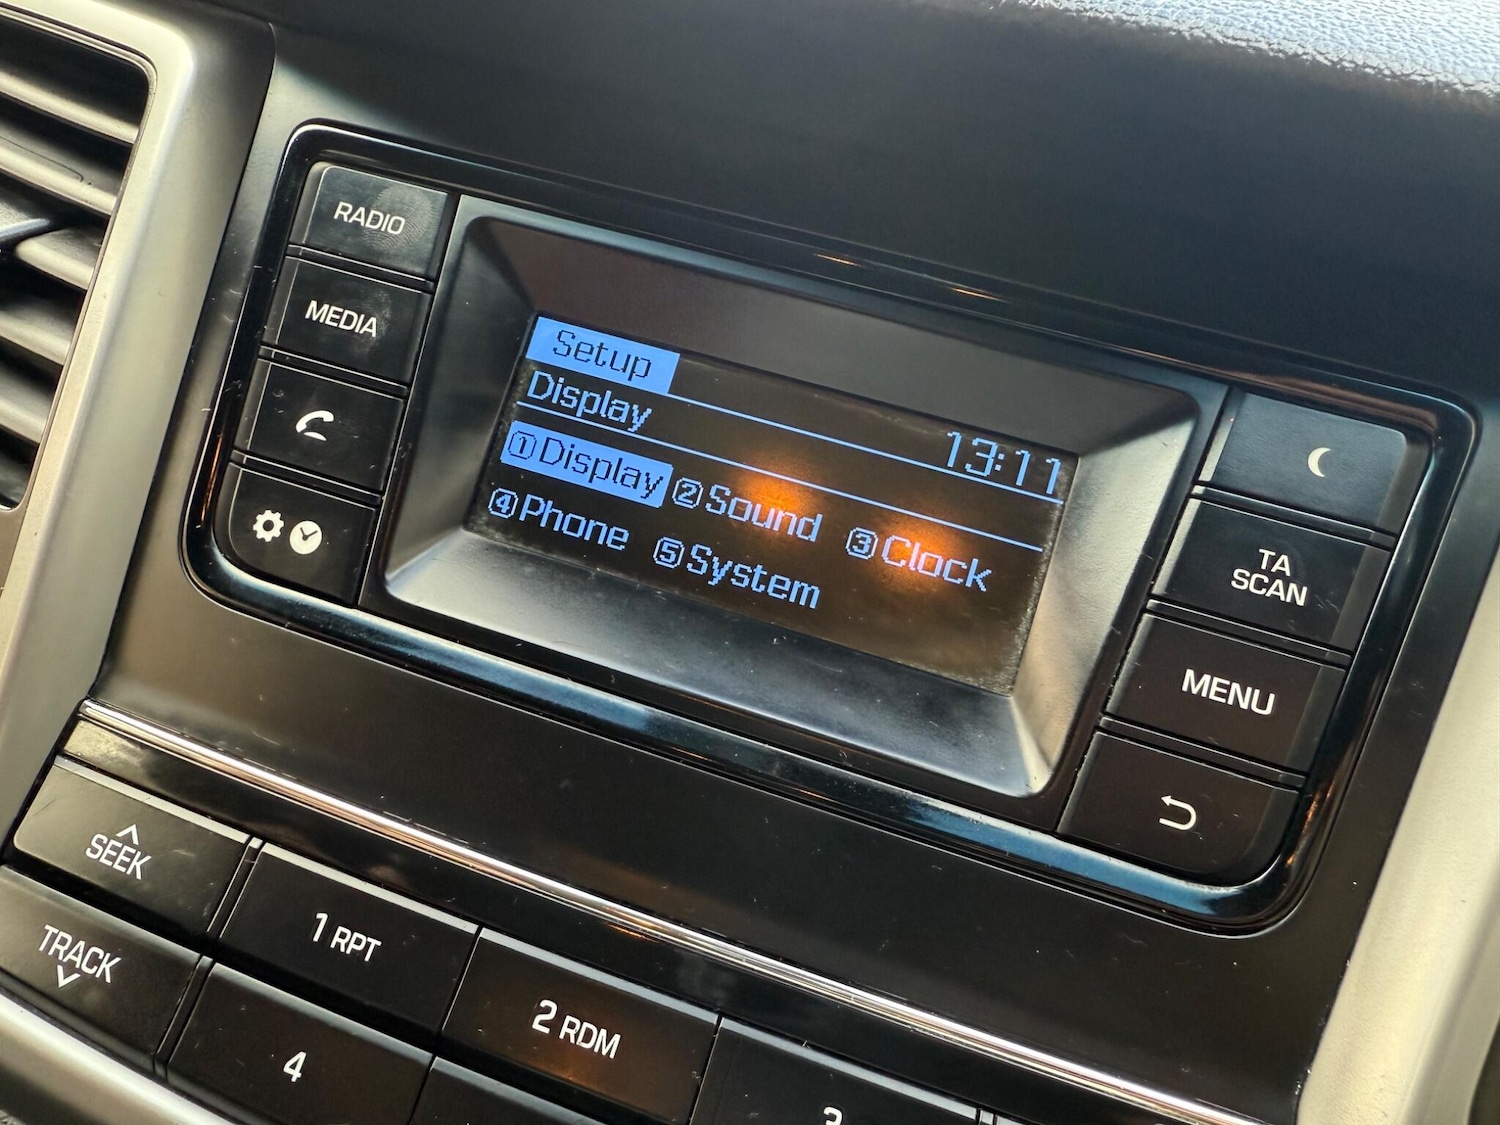 RADIO
MEDIA
Setup
Display
13:11
①Display ②Sound ③Clock
④Phone ⑤System
TA
SCAN
MENU
SEEK
TRACK
1 RPT
2 RDM
3
4